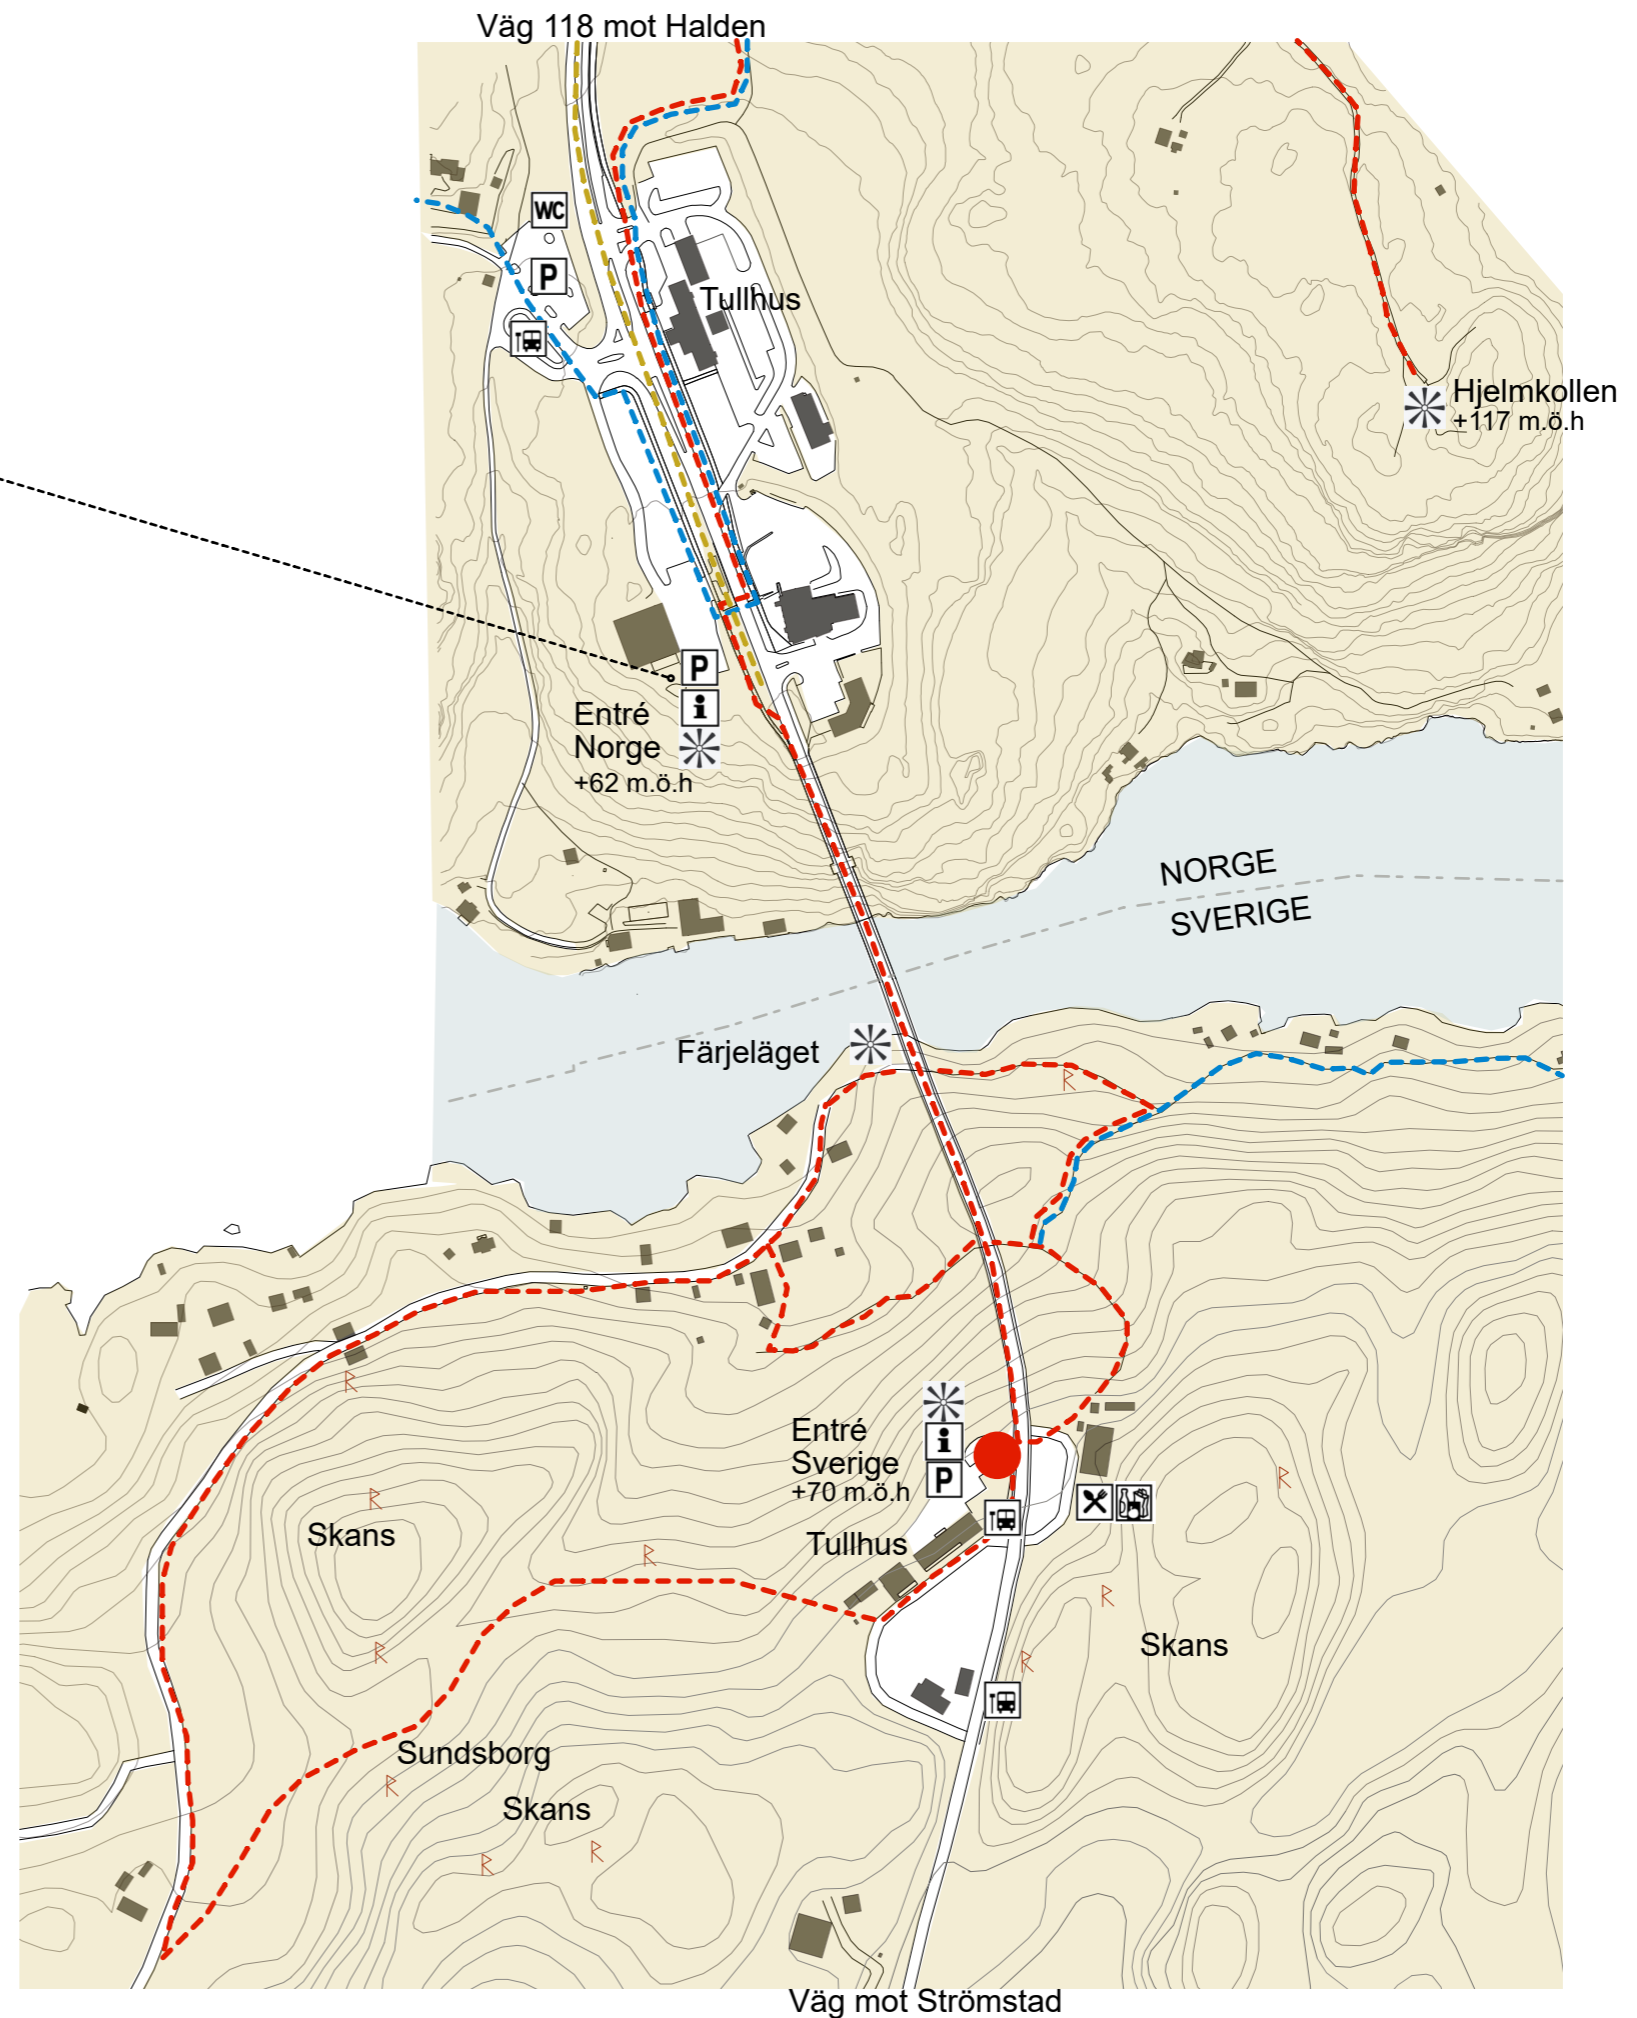 Väg 118 mot Halden
WC
P
Tullhus
Hjelmkollen
+117 m.ö.h
P
i
Entré
Norge
+62 m.ö.h
NORGE
SVERIGE
Färjeläget
R
R
Entré
Sverige
+70 m.ö.h
i
P
R
R
Skans
Tullhus
R
R
R
R
Skans
Sundsborg
R
Skans
R
R
Väg mot Strömstad